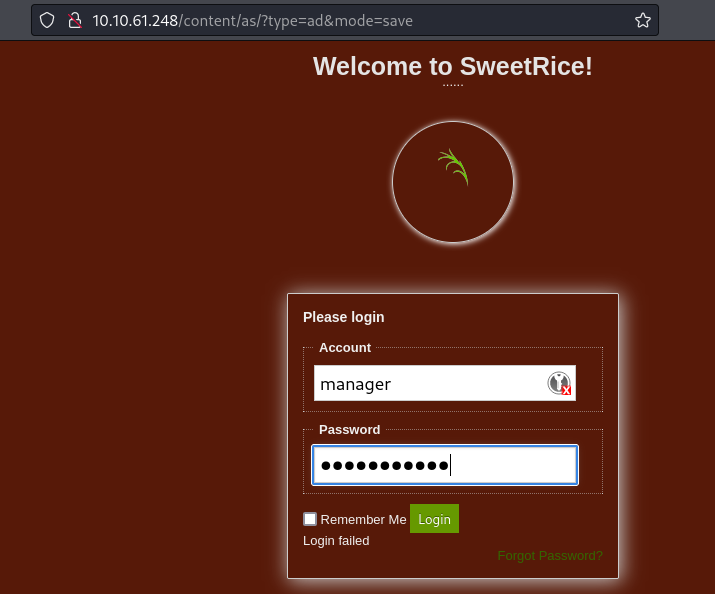 10.10.61.248/content/as/?type=ad&mode=save
Welcome to SweetRice!
......
Please login
Account
manager
Password
●●●●●●●●●●●
Remember Me Login
Login failed
Forgot Password?